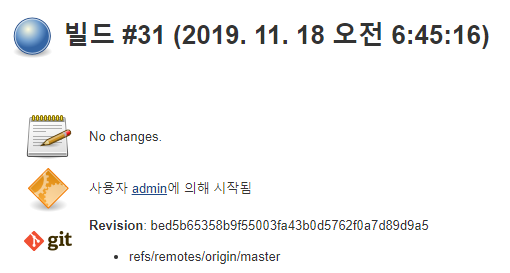 빌드 #31 (2019. 11. 18 오전 6:45:16)
No changes.
사용자 admin에 의해 시작됨
Revision: bed5b65358b9f55003fa43b0d5762f0a7d89d9a5
git
refs/remotes/origin/master